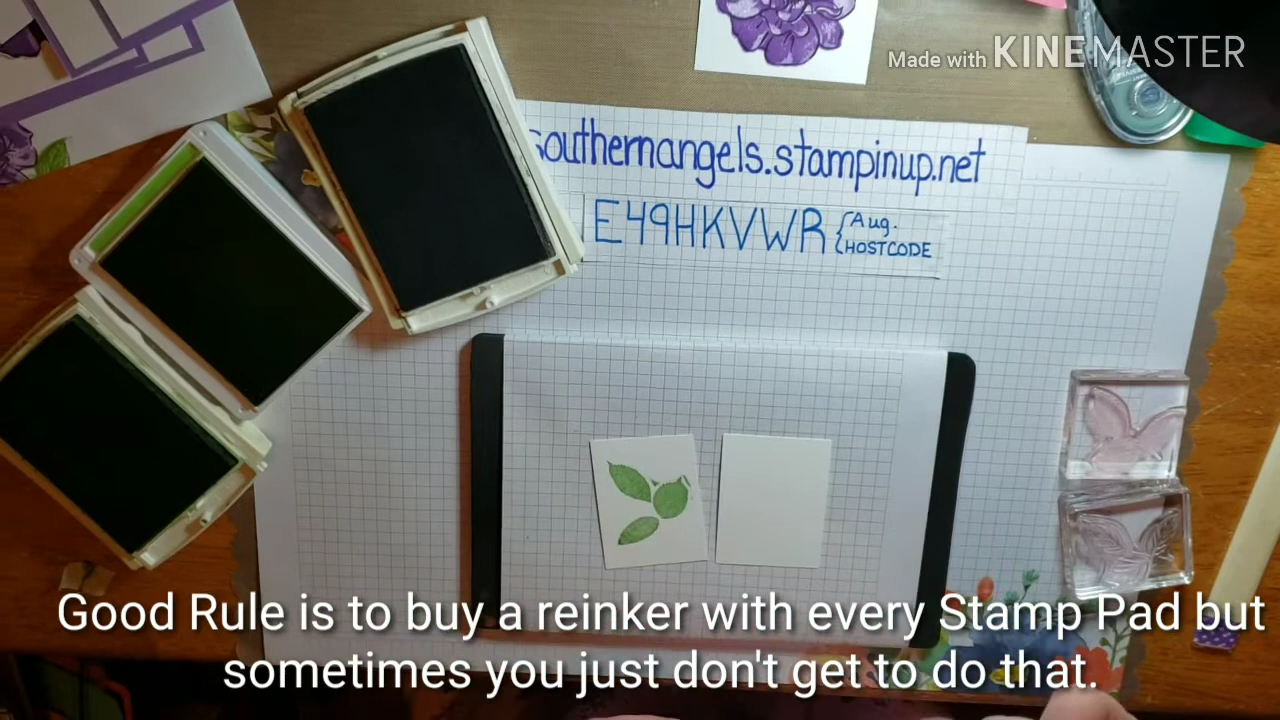 Made with KINEMASTER
southernangels.stampinup.net
E49HKVWR { Aug.
HOSTCODE
Good Rule is to buy a reinker with every Stamp Pad but
sometimes you just don't get to do that.